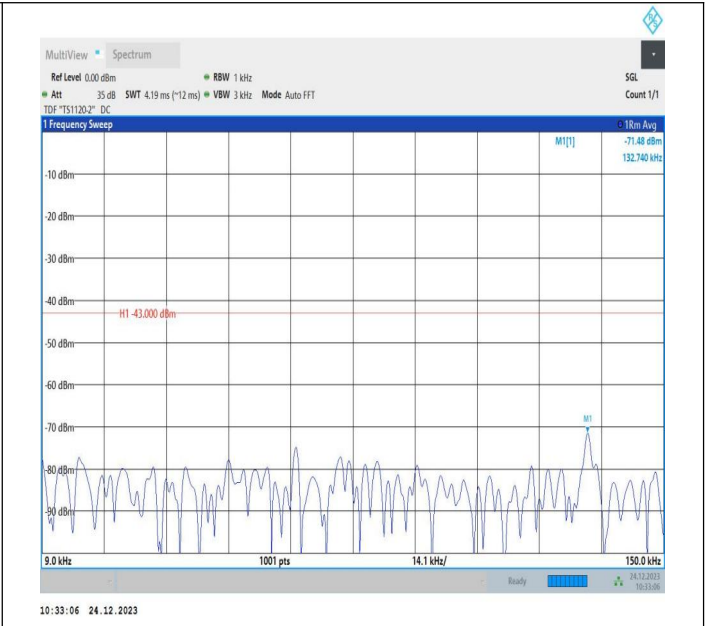 MultiView Spectrum
Ref Level 0.00 dBm RBW 1 kHz SGL
Att 35 dB SWT 4.19 ms (~12 ms) VBW 3 kHz Mode Auto FFT Count 1/1
TDF "TS1120-2" DC
1 Frequency Sweep 1Rm Avg
M1[1] -71.48 dBm
132.740 kHz
-10 dBm
-20 dBm
-30 dBm
-40 dBm
H1 -43.000 dBm
-50 dBm
-60 dBm
M1
-70 dBm
-80 dBm
-90 dBm
9.0 kHz 1001 pts 14.1 kHz/ 150.0 kHz
Ready 24.12.2023
10:33:06
10:33:06 24.12.2023